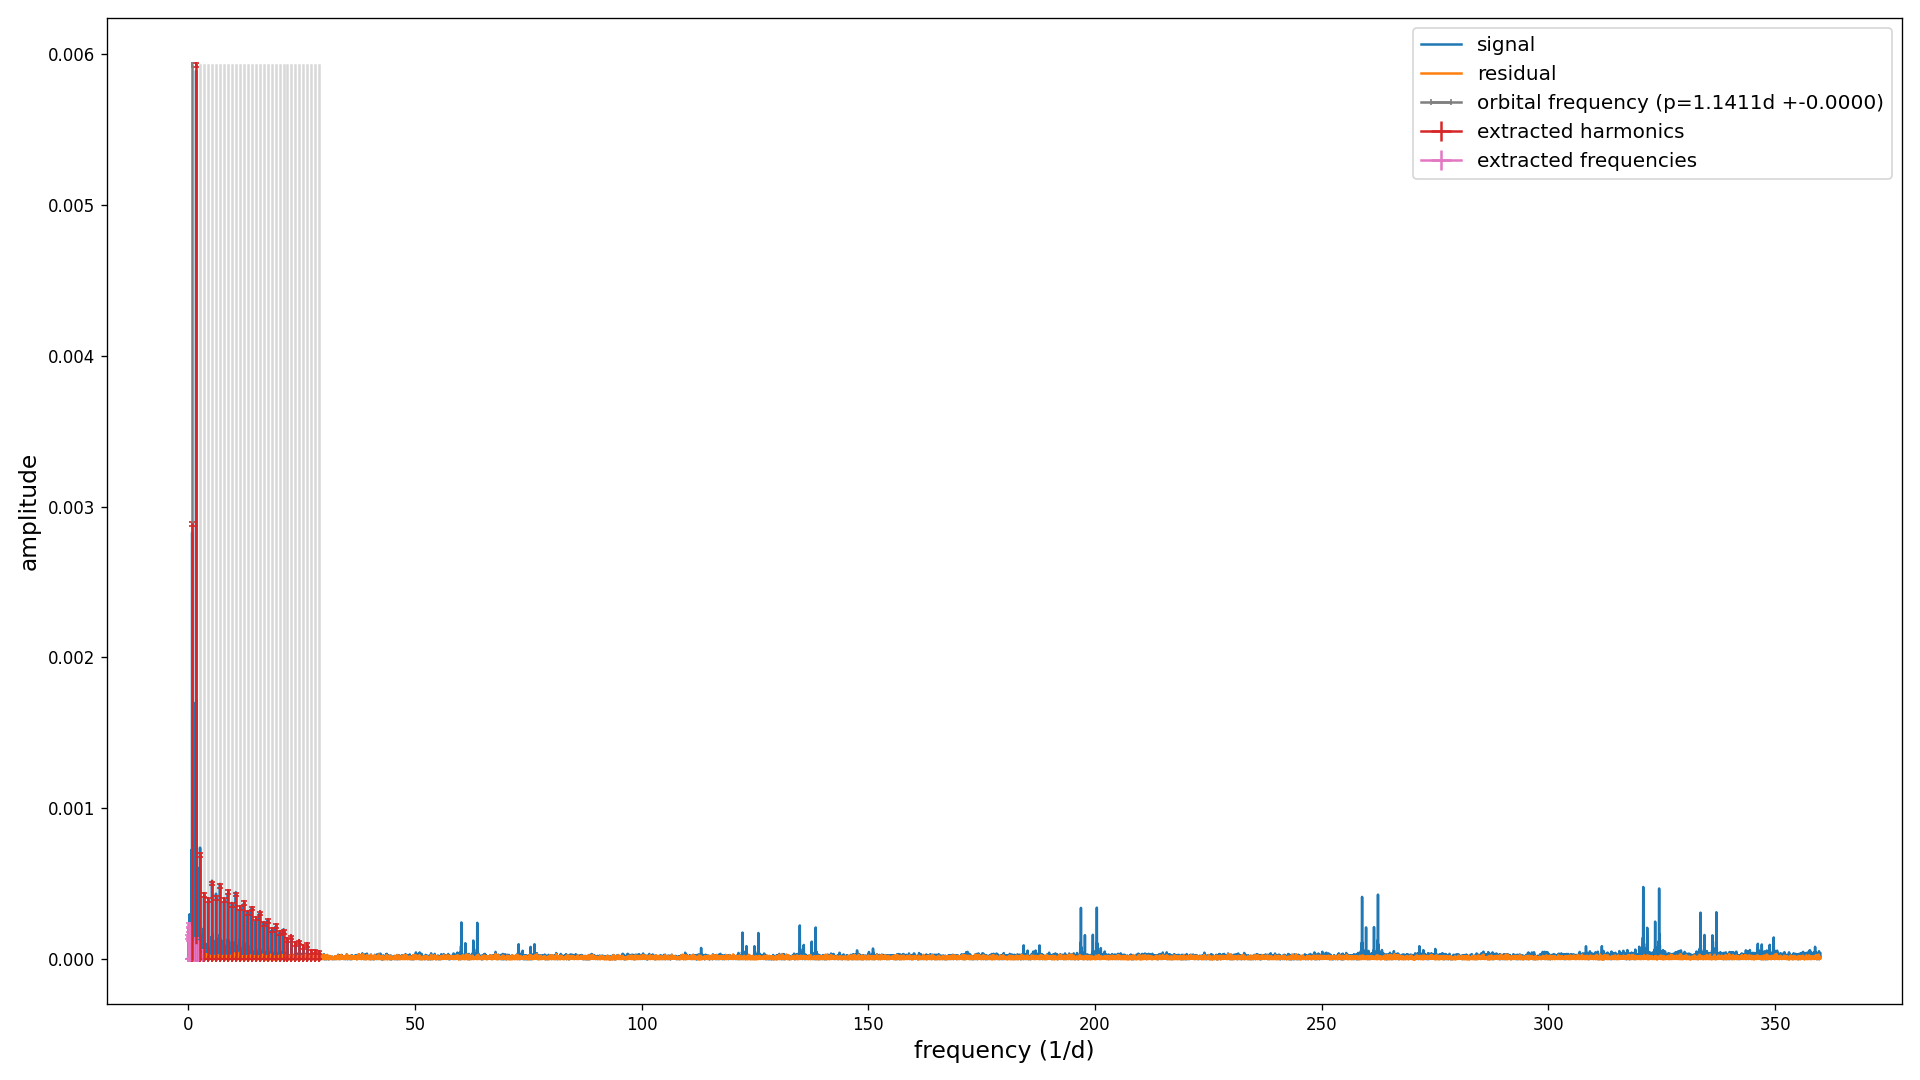 signal
residual
orbital frequency (p=1.1411d +-0.0000)
extracted harmonics
extracted frequencies
0.006
0.005
0.004
0.003
0.002
0.001
0.000
amplitude
0 50 100 150 200 250 300 350
frequency (1/d)